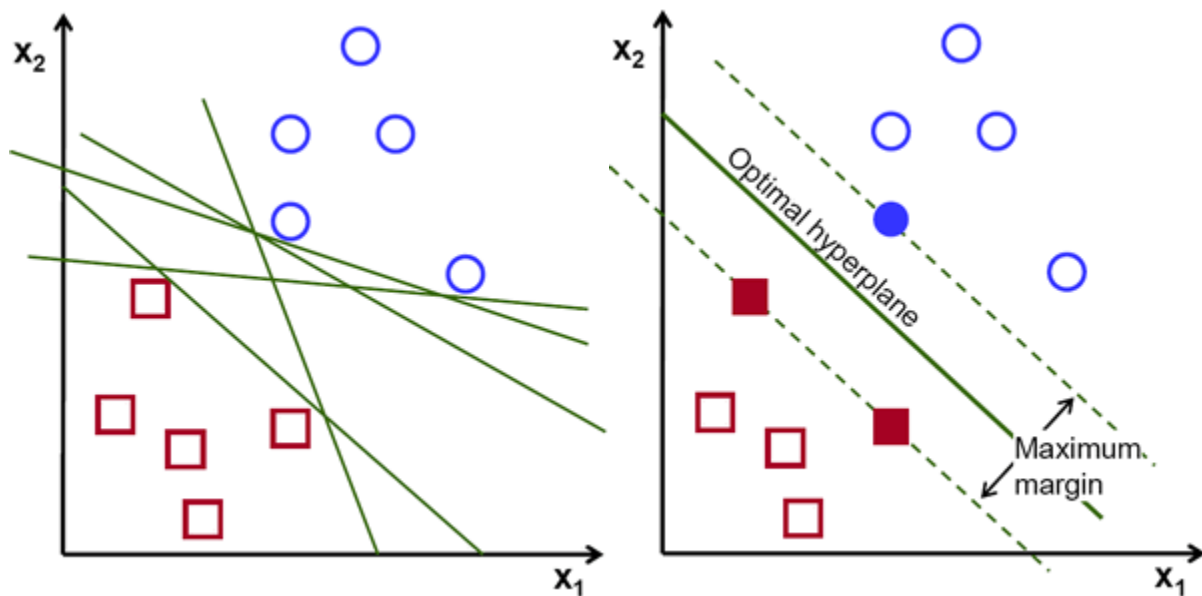 x₂
x₁
x₂
Optimal hyperplane
Maximum
margin
x₁